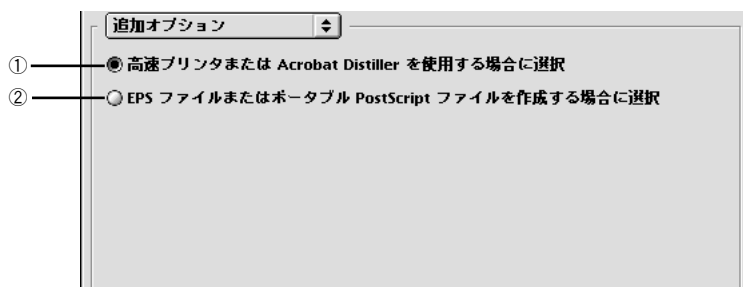 追加オプション
① 高速プリンタまたは Acrobat Distiller を使用する場合に選択
② EPS ファイルまたはポータブル PostScript ファイルを作成する場合に選択